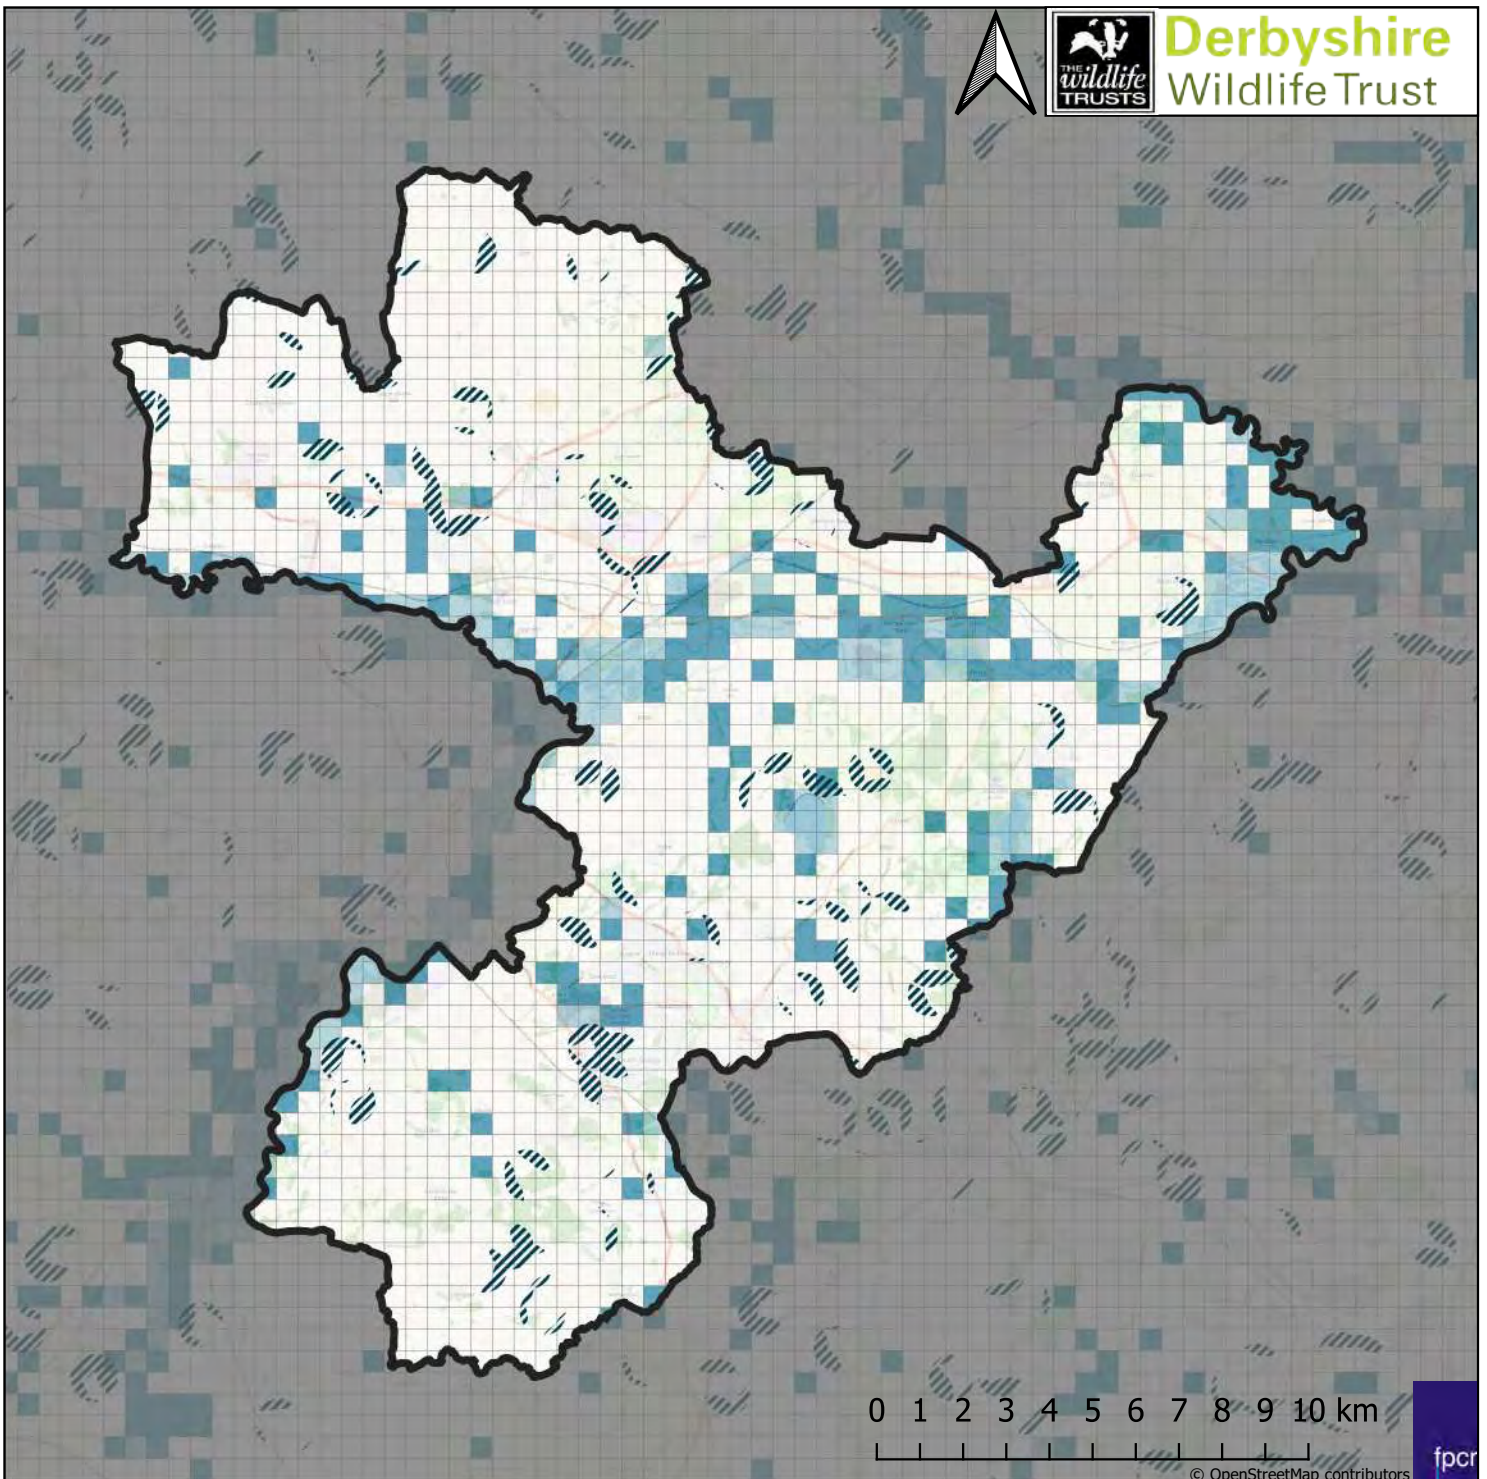 THE
wildlife
TRUSTS
Derbyshire
Wildlife Trust
0 1 2 3 4 5 6 7 8 9 10 km
fpcr
© OpenStreetMap contributors